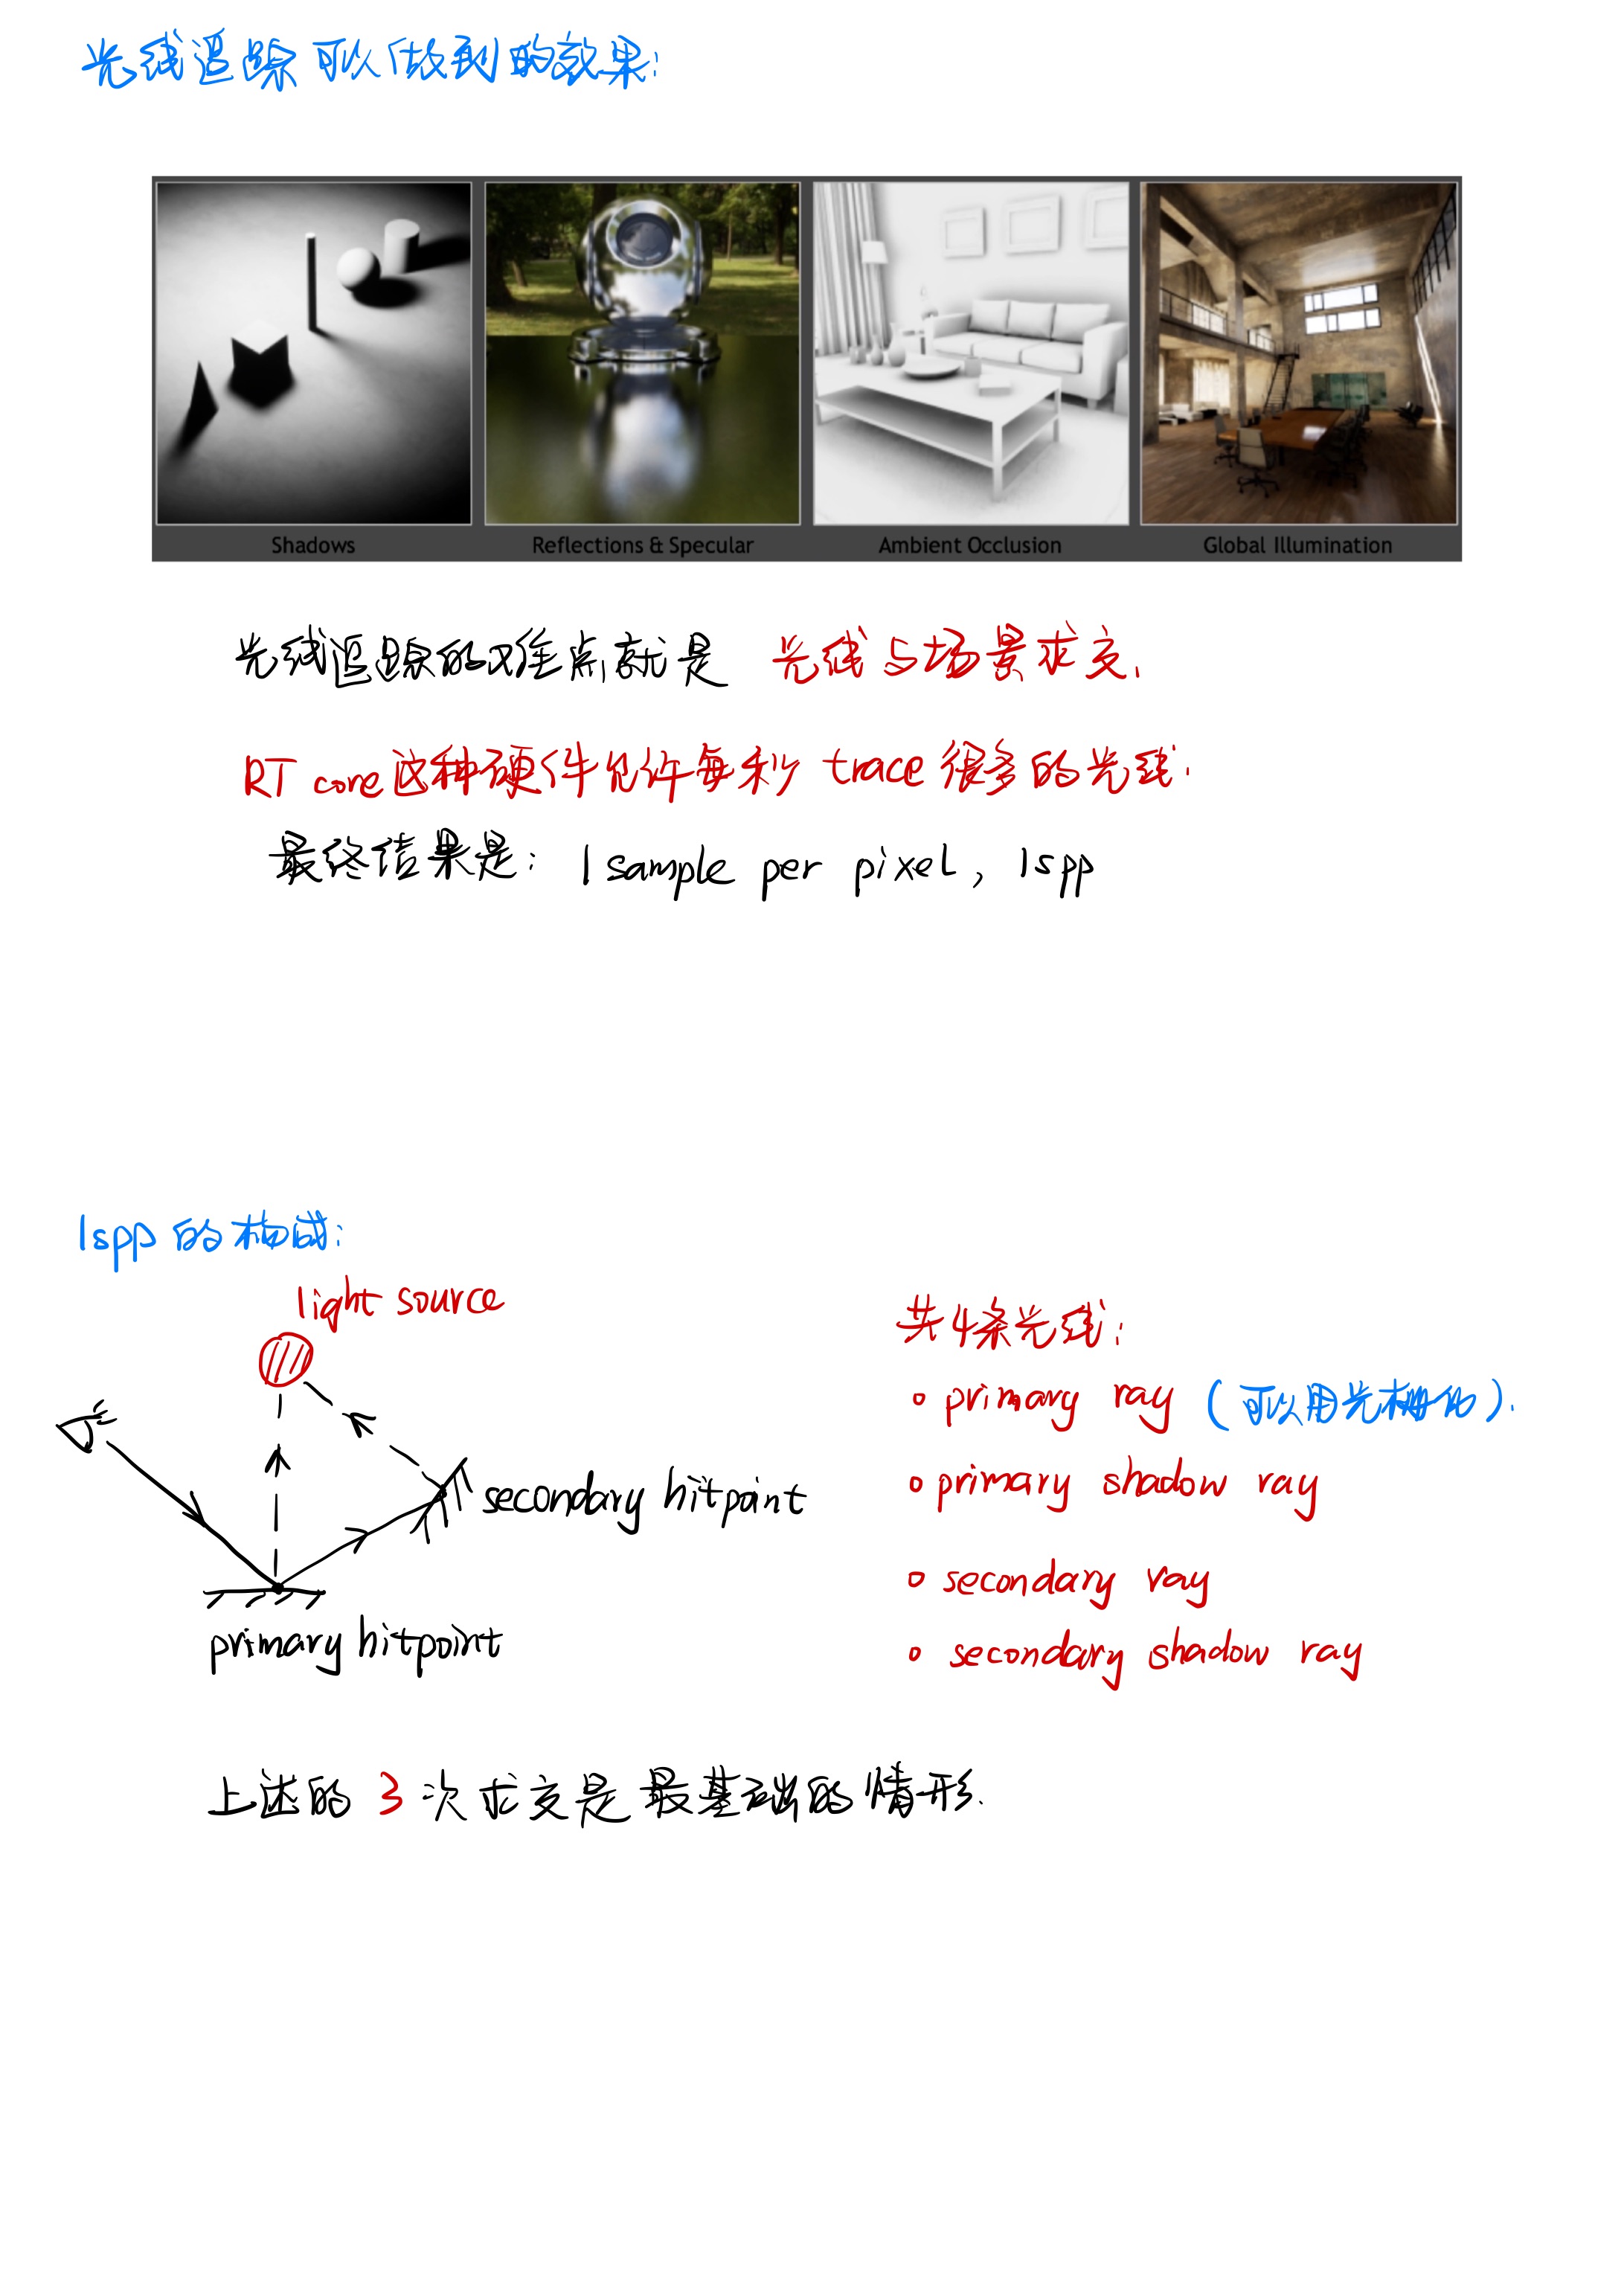 光线追踪可以做到的效果:
Shadows
Reflections & Specular
Ambient Occlusion
Global Illumination
光线追踪的难点就是 光线与场景求交.
RT core这种硬件允许每秒 trace 很多的光线.
最终结果是: 1 sample per pixel, 1spp
1spp 的构成:
light source
secondary hitpoint
primary hitpoint
共4条光线:
primary ray (可以用光栅化).
primary shadow ray
secondary ray
secondary shadow ray
上述的 3 次求交是最基础的情形.